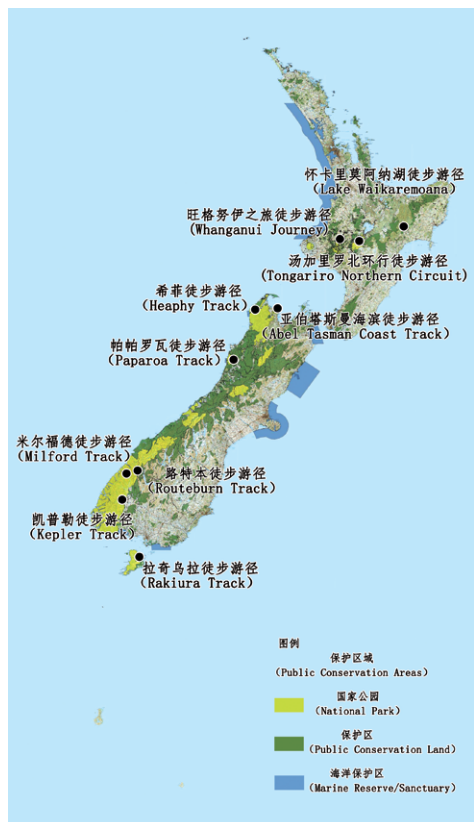 怀卡里莫阿纳湖徒步游径
(Lake Waikaremoana)
旺格努伊之旅徒步游径
(Whanganui Journey)
汤加里罗北环行徒步游径
(Tongariro Northern Circuit)
希菲徒步游径
(Heaphy Track)
亚伯塔斯曼海滨徒步游径
(Abel Tasman Coast Track)
帕帕罗瓦徒步游径
(Paparoa Track)
米尔福德徒步游径
(Milford Track)
路特本徒步游径
(Routeburn Track)
凯普勒徒步游径
(Kepler Track)
拉奇乌拉徒步游径
(Rakiura Track)
图例
保护区域
(Public Conservation Areas)
国家公园
(National Park)
保护区
(Public Conservation Land)
海洋保护区
(Marine Reserve/Sanctuary)